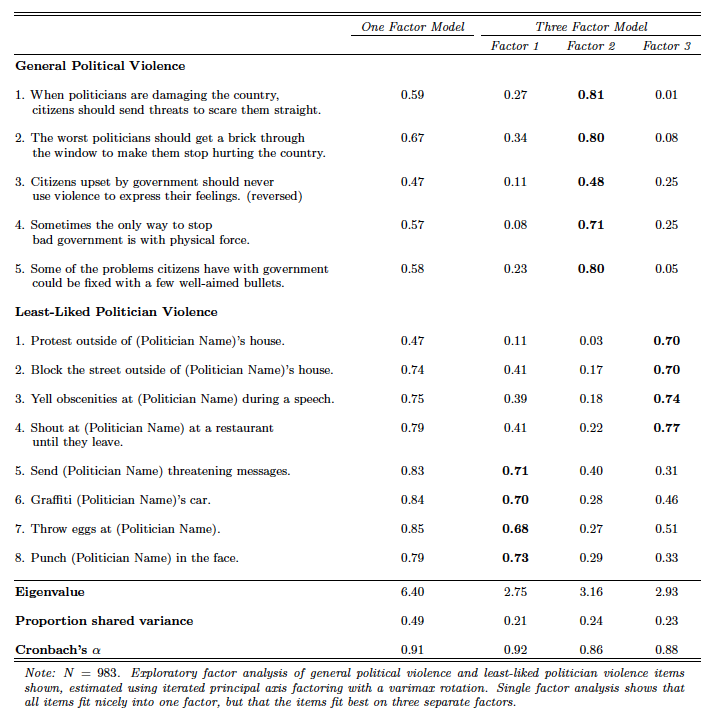 One Factor Model Three Factor Model
Factor 1 Factor 2 Factor 3
General Political Violence
1. When politicians are damaging the country, 0.59 0.27 0.81 0.01
citizens should send threats to scare them straight.
2. The worst politicians should get a brick through 0.67 0.34 0.80 0.08
the window to make them stop hurting the country.
3. Citizens upset by government should never 0.47 0.11 0.48 0.25
use violence to express their feelings. (reversed)
4. Sometimes the only way to stop 0.57 0.08 0.71 0.25
bad government is with physical force.
5. Some of the problems citizens have with government 0.58 0.23 0.80 0.05
could be fixed with a few well-aimed bullets.
Least-Liked Politician Violence
1. Protest outside of (Politician Name)'s house. 0.47 0.11 0.03 0.70
2. Block the street outside of (Politician Name)'s house. 0.74 0.41 0.17 0.70
3. Yell obscenities at (Politician Name) during a speech. 0.75 0.39 0.18 0.74
4. Shout at (Politician Name) at a restaurant 0.79 0.41 0.22 0.77
until they leave.
5. Send (Politician Name) threatening messages. 0.83 0.71 0.40 0.31
6. Graffiti (Politician Name)'s car. 0.84 0.70 0.28 0.46
7. Throw eggs at (Politician Name). 0.85 0.68 0.27 0.51
8. Punch (Politician Name) in the face. 0.79 0.73 0.29 0.33
Eigenvalue 6.40 2.75 3.16 2.93
Proportion shared variance 0.49 0.21 0.24 0.23
Cronbach's α 0.91 0.92 0.86 0.88
Note: N = 983. Exploratory factor analysis of general political violence and least-liked politician violence items
shown, estimated using iterated principal axis factoring with a varimax rotation. Single factor analysis shows that
all items fit nicely into one factor, but that the items fit best on three separate factors.